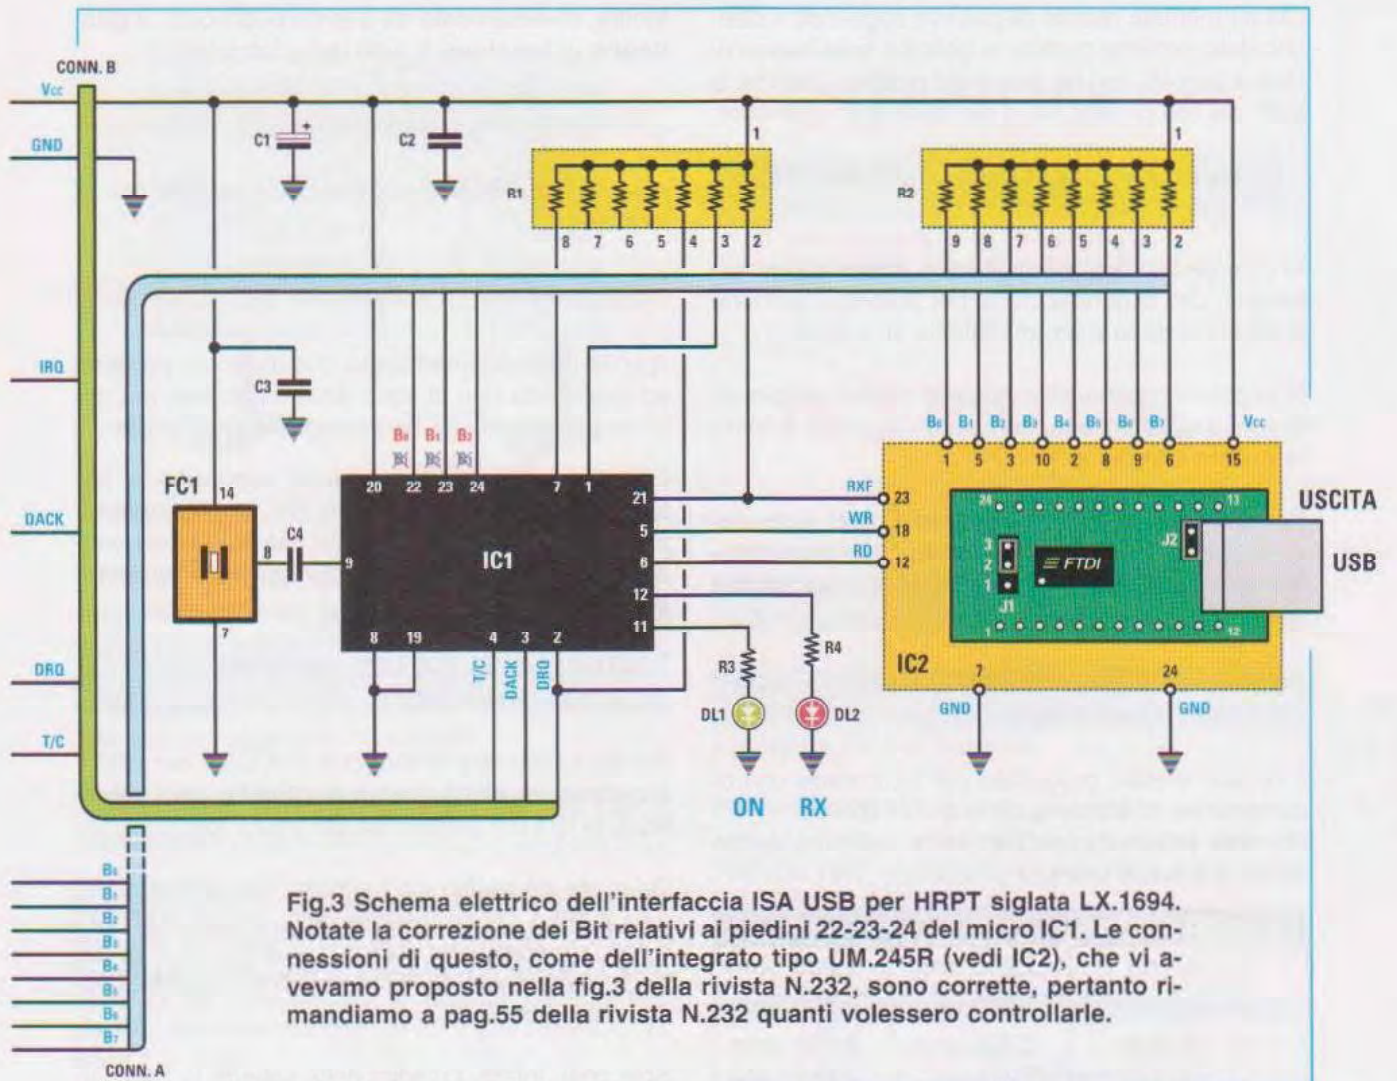 CONN. B
Vcc
GND
C1
+
C2
1
R1
8 7 6 5 4 3 2
1
R2
9 8 7 6 5 4 3 2
IRQ
C3
DACK
DRQ
T/C
FC1
14
8
7
C4
B0 B1 B2
20 22 23 24 7 1
9
IC1
21
5
6
12
11
8 19 4 3 2
T/C
DACK
DRQ
RXF
WR
RD
R3
R4
DL1
DL2
ON
RX
B0 B1 B2 B3 B4 B5 B6 B7 Vcc
1 5 3 10 2 8 9 6 15
23
18
12
24
13
3
2
1
J1
FTDI
J2
1
12
IC2
7
24
GND
GND
USCITA
USB
B1
B2
B3
B4
B5
B6
B7
CONN. A
Fig.3 Schema elettrico dell'interfaccia ISA USB per HRPT siglata LX.1694.
Notate la correzione dei Bit relativi ai piedini 22-23-24 del micro IC1. Le con-
nessioni di questo, come dell'integrato tipo UM.245R (vedi IC2), che vi a-
vevamo proposto nella fig.3 della rivista N.232, sono corrette, pertanto ri-
mandiamo a pag.55 della rivista N.232 quanti volessero controllarle.